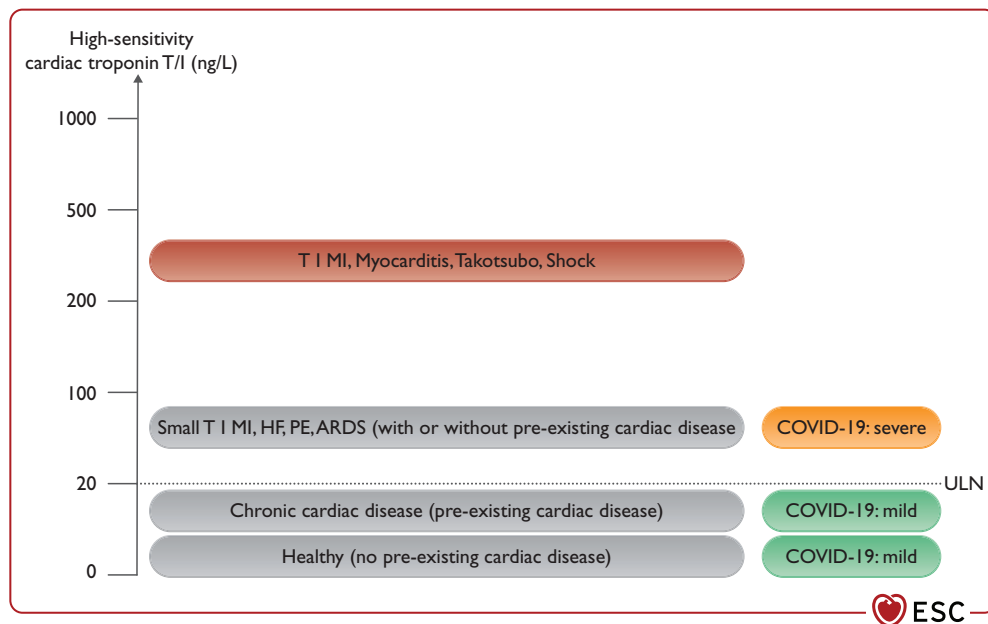 High-sensitivity
cardiac troponin T/I (ng/L)
1000
500
T I MI, Myocarditis, Takotsubo, Shock
200
100
Small T I MI, HF, PE, ARDS (with or without pre-existing cardiac disease
COVID-19: severe
20
ULN
Chronic cardiac disease (pre-existing cardiac disease)
COVID-19: mild
Healthy (no pre-existing cardiac disease)
COVID-19: mild
0
ESC